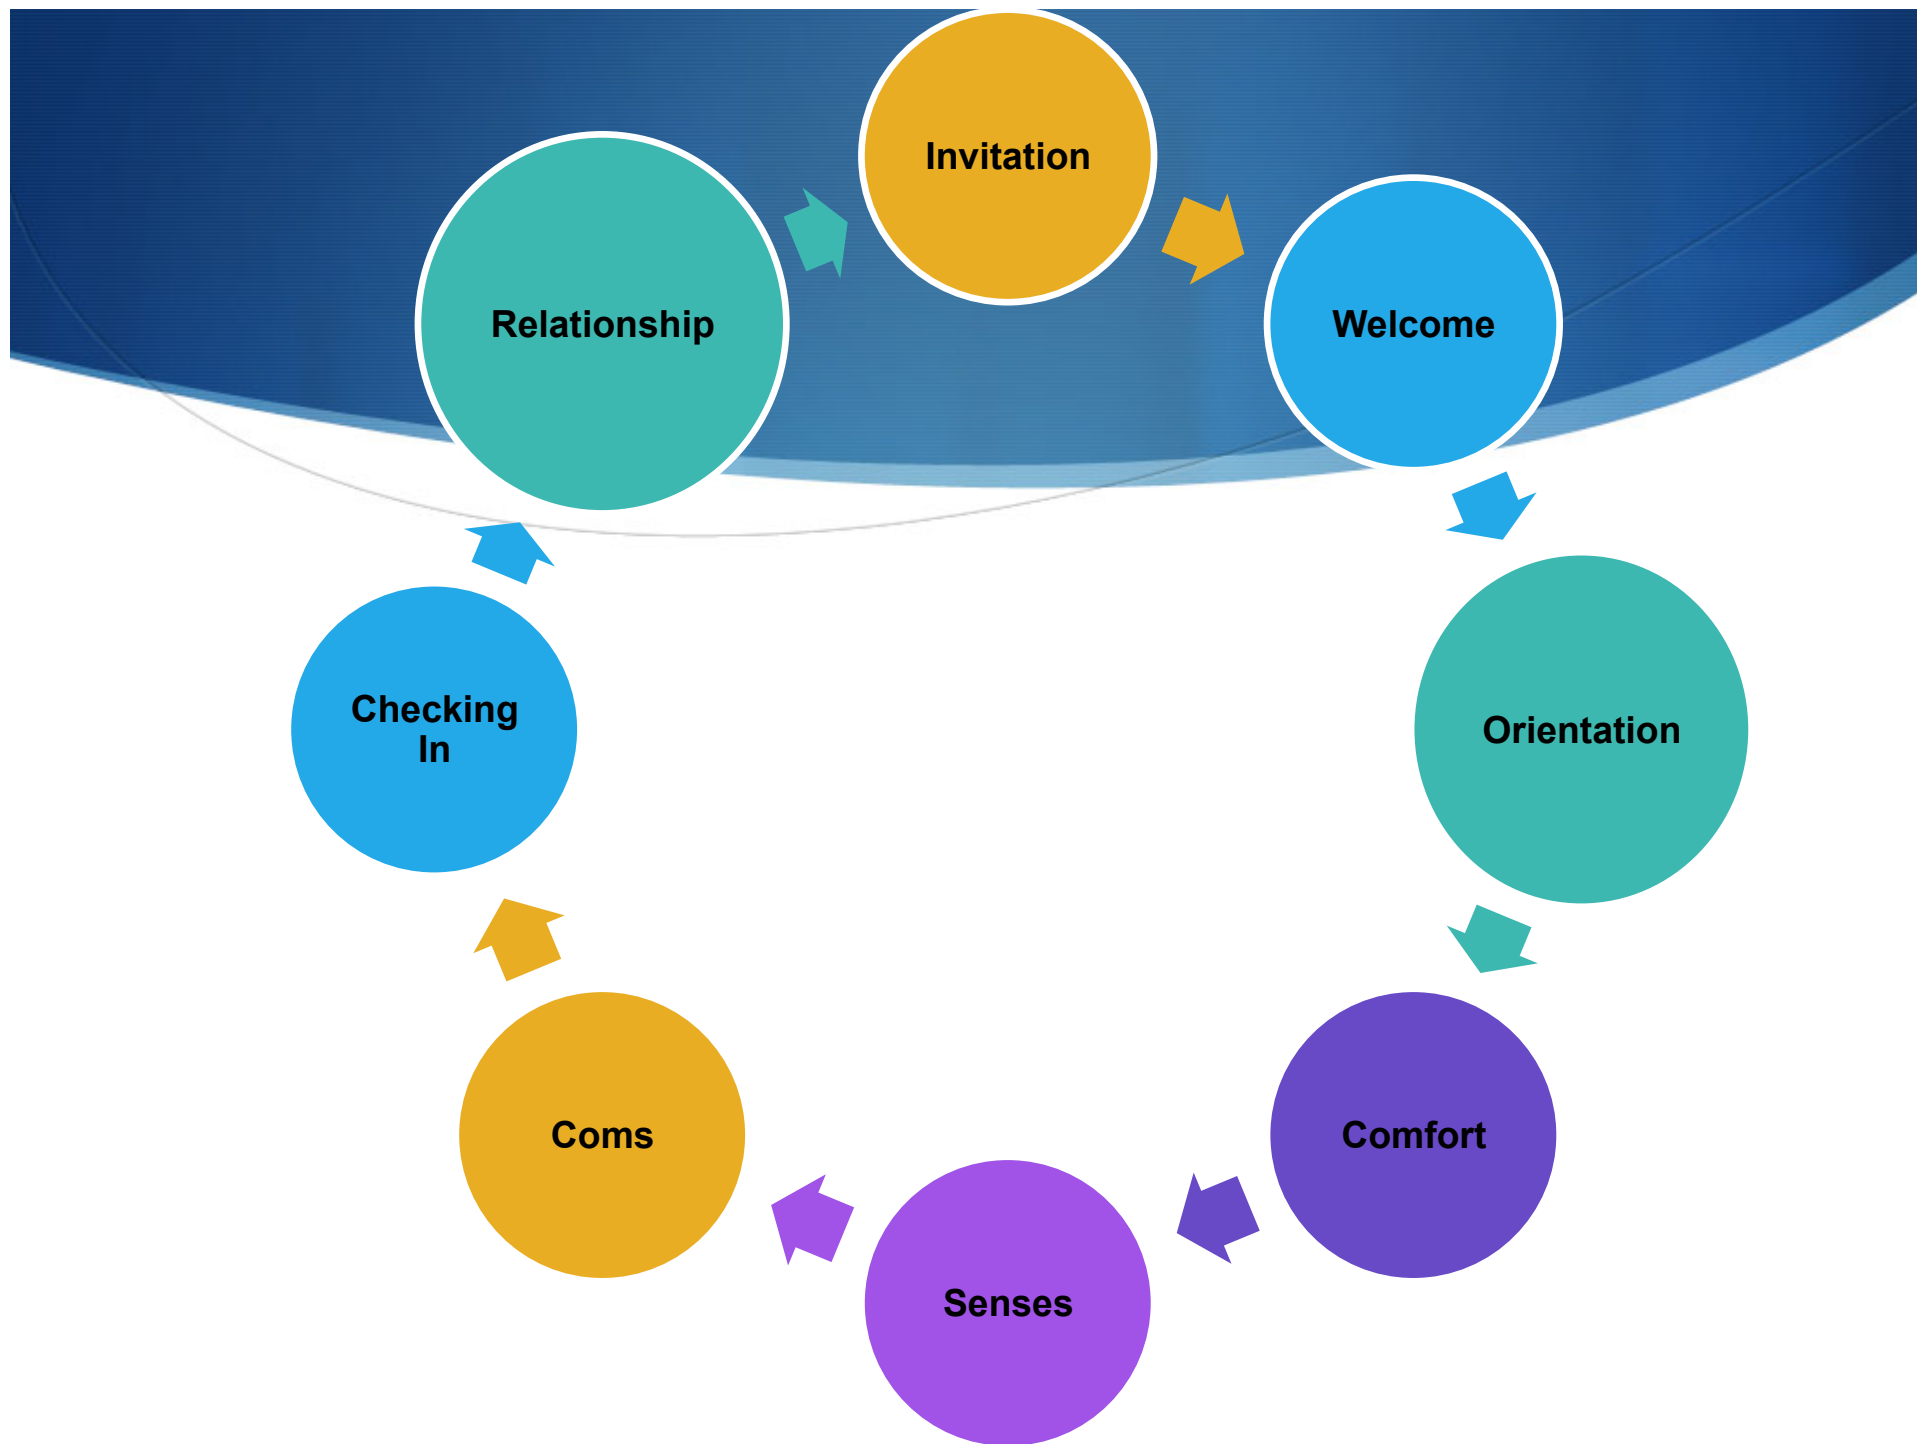 Invitation
Welcome
Orientation
Comfort
Senses
Coms
Checking
In
Relationship